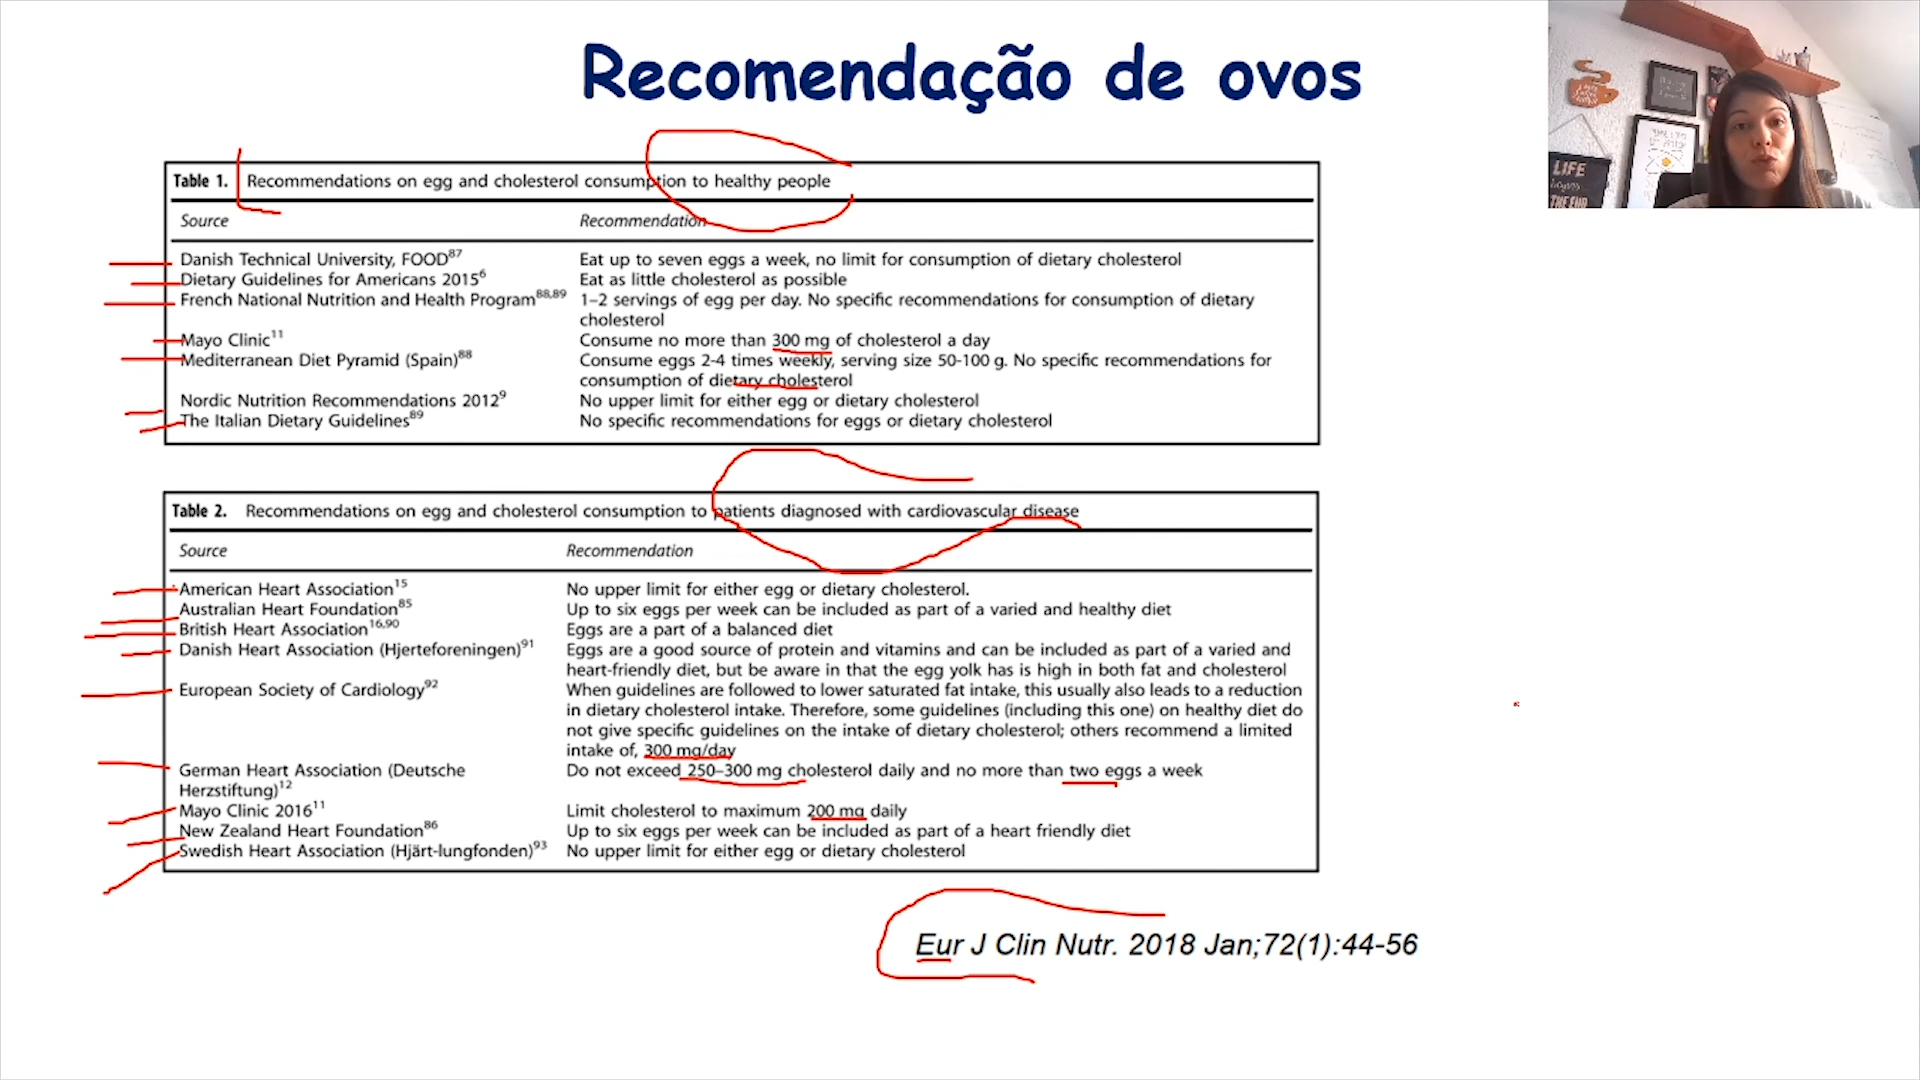 Recomendação de ovos
LIFE
THE END
Table 1. Recommendations on egg and cholesterol consumption to healthy people
Source Recommendation
Danish Technical University, FOOD87 Eat up to seven eggs a week, no limit for consumption of dietary cholesterol
Dietary Guidelines for Americans 20156 Eat as little cholesterol as possible
French National Nutrition and Health Program88,89 1–2 servings of egg per day. No specific recommendations for consumption of dietary
cholesterol
Mayo Clinic11 Consume no more than 300 mg of cholesterol a day
Mediterranean Diet Pyramid (Spain)88 Consume eggs 2-4 times weekly, serving size 50-100 g. No specific recommendations for
consumption of dietary cholesterol
Nordic Nutrition Recommendations 20129 No upper limit for either egg or dietary cholesterol
The Italian Dietary Guidelines89 No specific recommendations for eggs or dietary cholesterol
Table 2. Recommendations on egg and cholesterol consumption to patients diagnosed with cardiovascular disease
Source Recommendation
American Heart Association15 No upper limit for either egg or dietary cholesterol.
Australian Heart Foundation85 Up to six eggs per week can be included as part of a varied and healthy diet
British Heart Association16,90 Eggs are a part of a balanced diet
Danish Heart Association (Hjerteforeningen)91 Eggs are a good source of protein and vitamins and can be included as part of a varied and
heart-friendly diet, but be aware in that the egg yolk has is high in both fat and cholesterol
European Society of Cardiology92 When guidelines are followed to lower saturated fat intake, this usually also leads to a reduction
in dietary cholesterol intake. Therefore, some guidelines (including this one) on healthy diet do
not give specific guidelines on the intake of dietary cholesterol; others recommend a limited
intake of, 300 mg/day
German Heart Association (Deutsche Do not exceed 250–300 mg cholesterol daily and no more than two eggs a week
Herzstiftung)12
Mayo Clinic 201611 Limit cholesterol to maximum 200 mg daily
New Zealand Heart Foundation86 Up to six eggs per week can be included as part of a heart friendly diet
Swedish Heart Association (Hjärt-lungfonden)93 No upper limit for either egg or dietary cholesterol
Eur J Clin Nutr. 2018 Jan;72(1):44-56